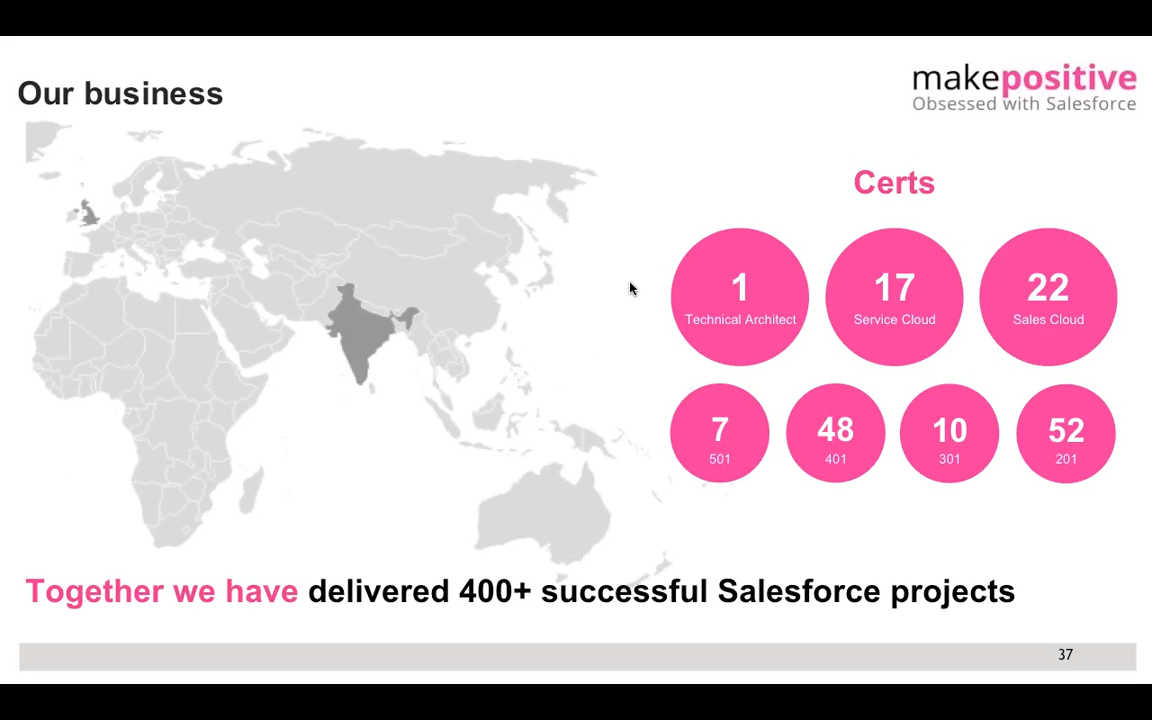 Our business
makepositive
Obsessed with Salesforce
Certs
1
Technical Architect
17
Service Cloud
22
Sales Cloud
7
501
48
401
10
301
52
201
Together we have delivered 400+ successful Salesforce projects
37